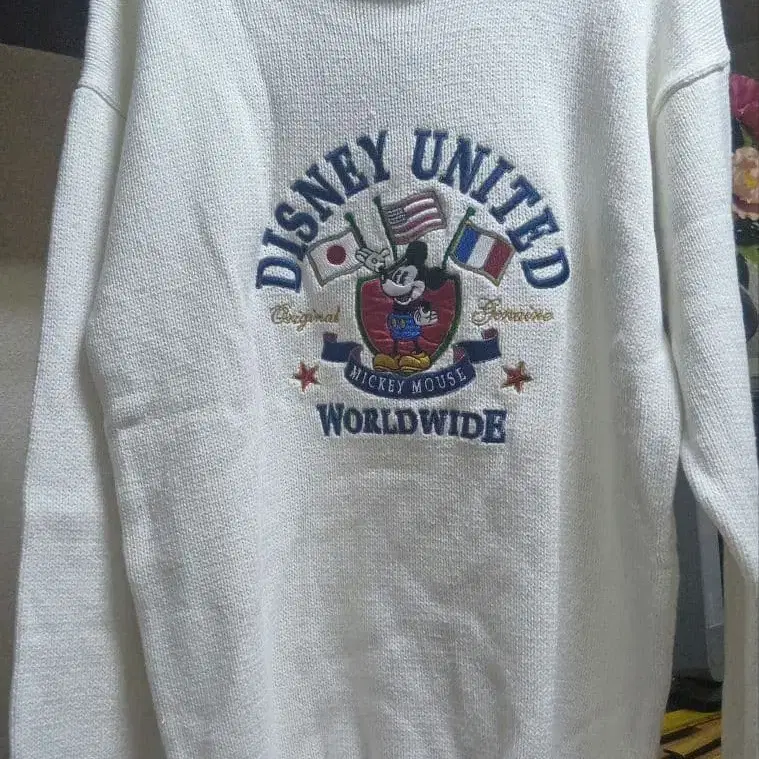 DISNEY UNITED
Original Genuine
MICKEY MOUSE
WORLDWIDE